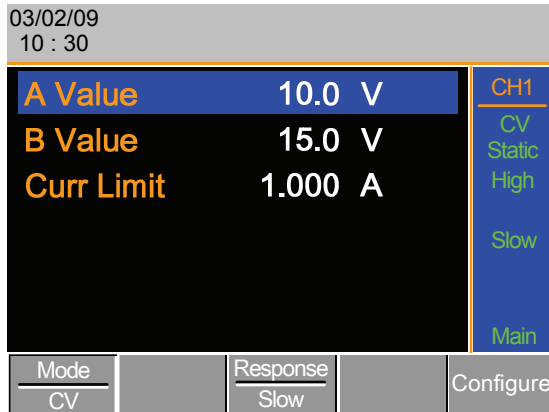 03/02/09
10 : 30
A Value 10.0 V
B Value 15.0 V
Curr Limit 1.000 A
CH1
CV
Static
High
Slow
Main
Mode
CV
Response
Slow
Configure